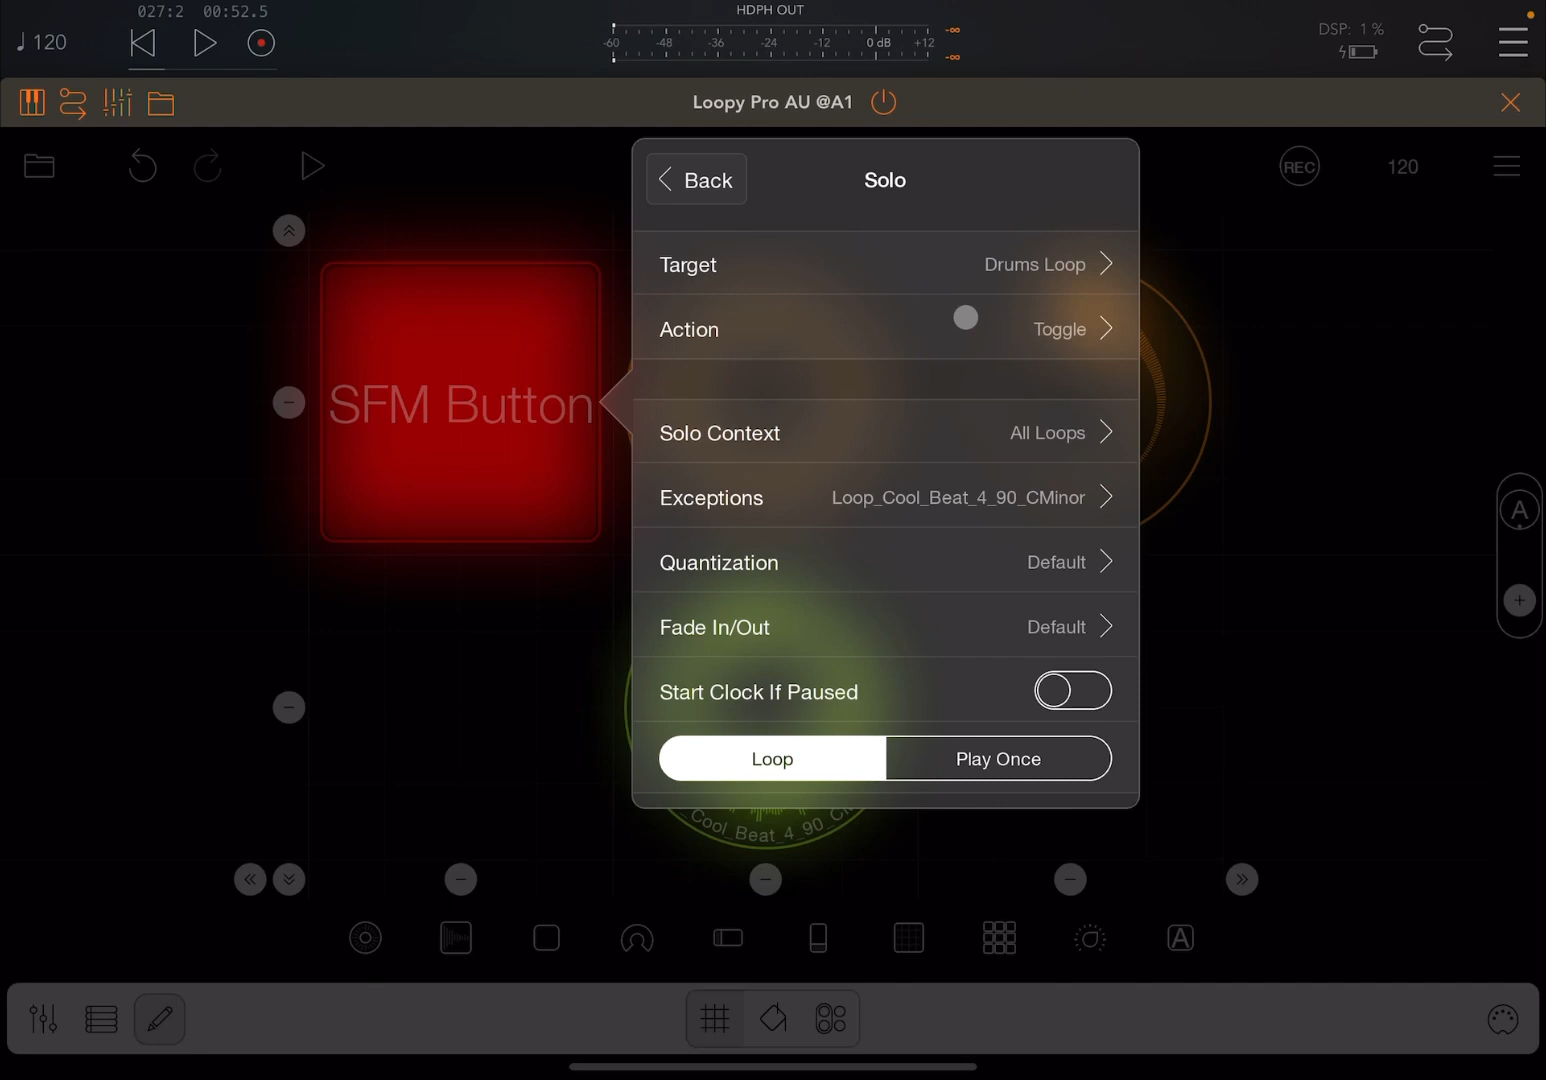 027:2 00:52.5
HDPH OUT
120
-60 -48 -36 -24 -12 0 dB +12
-∞
-∞
DSP: 1 %
Loopy Pro AU @A1
REC
120
Back
Solo
Target Drums Loop
Action Toggle
SFM Button
Solo Context All Loops
Exceptions Loop_Cool_Beat_4_90_CMinor
Quantization Default
Fade In/Out Default
Start Clock If Paused
Loop Play Once
A
_Cool_Beat_4_90_C
A